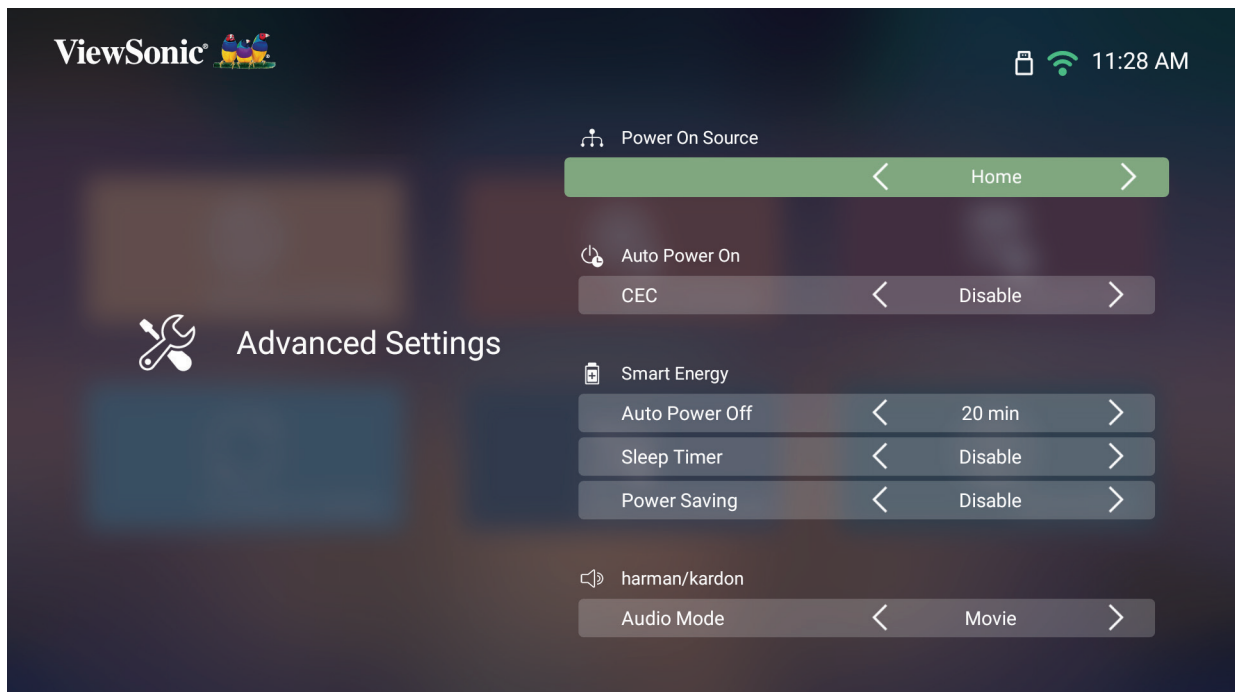 ViewSonic®
11:28 AM
Power On Source
Home
Auto Power On
CEC Disable
Advanced Settings
Smart Energy
Auto Power Off 20 min
Sleep Timer Disable
Power Saving Disable
harman/kardon
Audio Mode Movie